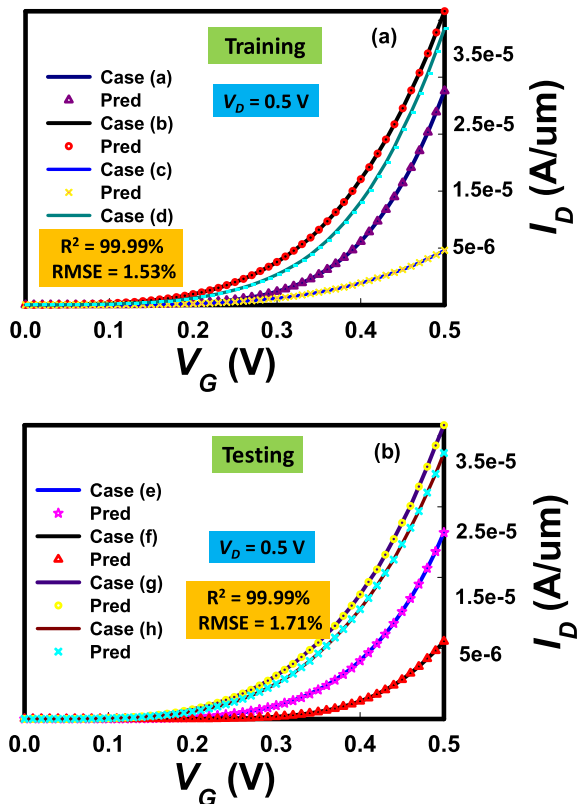 Training
(a)
Case (a)
Pred
Case (b)
Pred
Case (c)
Pred
Case (d)
V_D = 0.5 V
R² = 99.99%
RMSE = 1.53%
3.5e-5
2.5e-5
1.5e-5
5e-6
I_D (A/um)
0.0 0.1 0.2 0.3 0.4 0.5
V_G (V)
Testing
(b)
Case (e)
Pred
Case (f)
Pred
Case (g)
Pred
Case (h)
Pred
V_D = 0.5 V
R² = 99.99%
RMSE = 1.71%
3.5e-5
2.5e-5
1.5e-5
5e-6
I_D (A/um)
0.0 0.1 0.2 0.3 0.4 0.5
V_G (V)